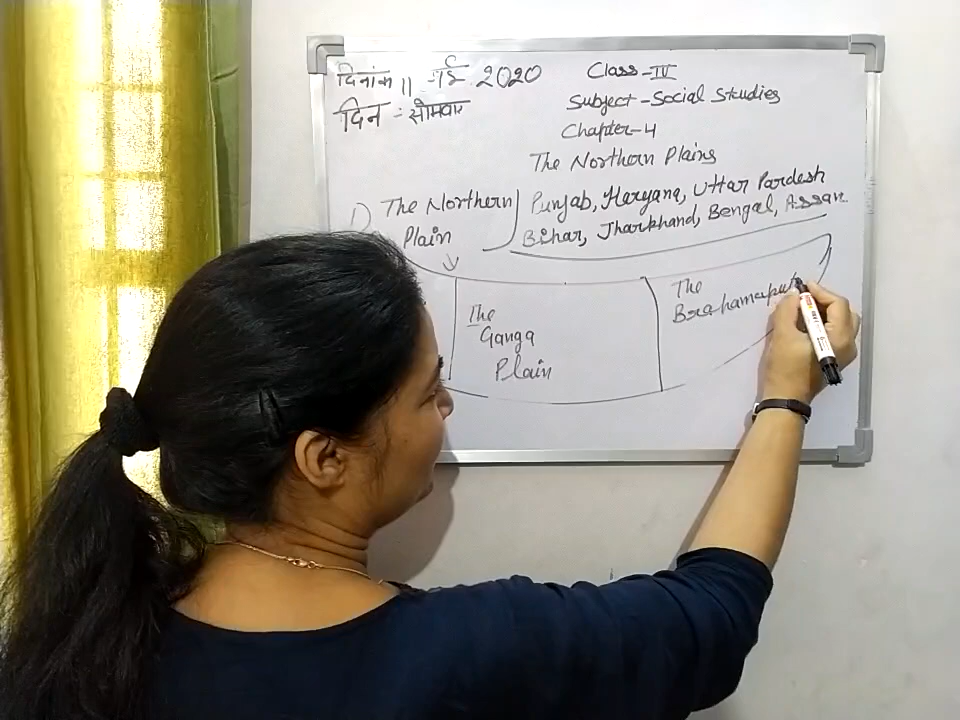 दिनांक 11 - मई 2020
दिन - सोमवार
Class-IV
Subject-Social Studies
Chapter-4
The Northern Plains
1) The Northern Plain
Punjab, Haryana, Uttar Pardesh
Bihar, Jharkhand, Bengal, Assam
The
Ganga
Plain
The
Brahamaput